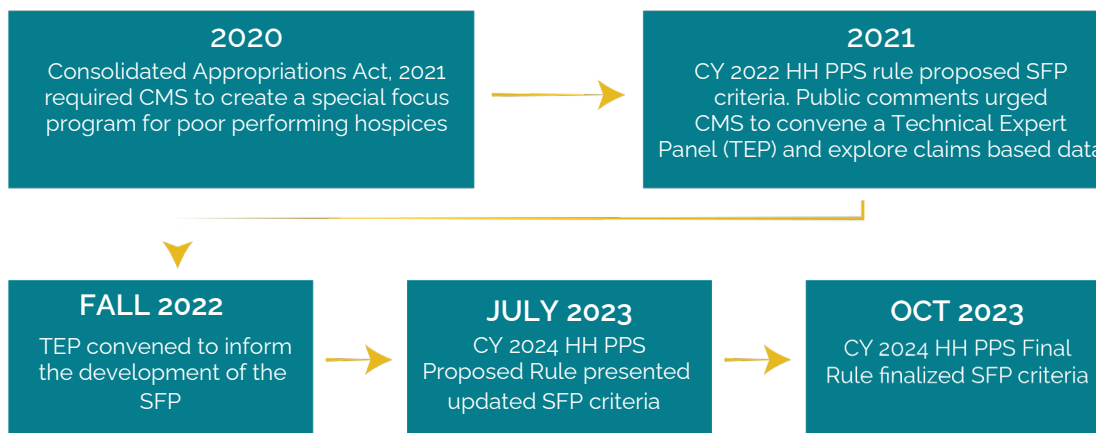 2020
Consolidated Appropriations Act, 2021
required CMS to create a special focus
program for poor performing hospices
2021
CY 2022 HH PPS rule proposed SFP
criteria. Public comments urged
CMS to convene a Technical Expert
Panel (TEP) and explore claims based data
FALL 2022
TEP convened to inform
the development of the
SFP
JULY 2023
CY 2024 HH PPS
Proposed Rule presented
updated SFP criteria
OCT 2023
CY 2024 HH PPS Final
Rule finalized SFP criteria